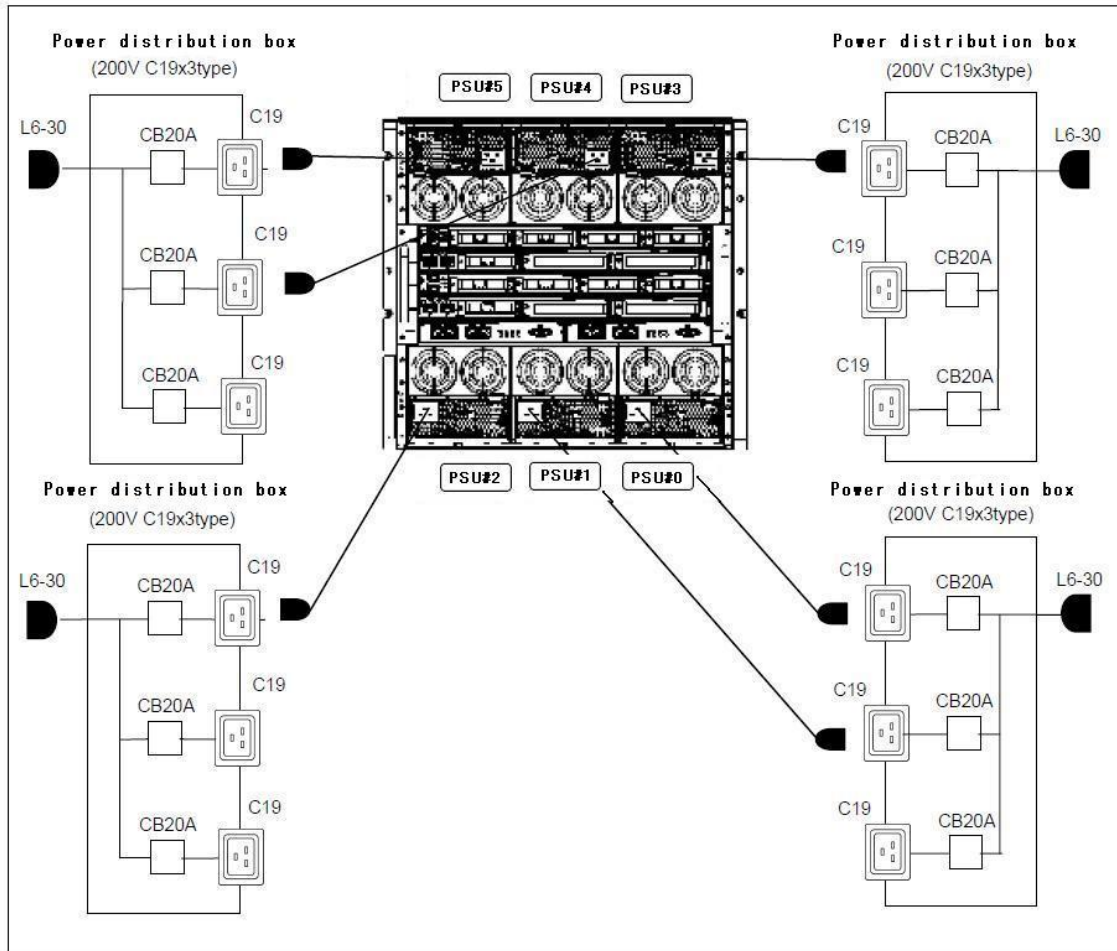 Power distribution box
(200V C19x3type)
L6-30
CB20A
C19
CB20A
C19
CB20A
C19
PSU#5
PSU#4
PSU#3
Power distribution box
(200V C19x3type)
C19
CB20A
L6-30
C19
CB20A
C19
CB20A
PSU#2
PSU#1
PSU#0
Power distribution box
(200V C19x3type)
L6-30
CB20A
C19
CB20A
C19
CB20A
C19
Power distribution box
(200V C19x3type)
C19
CB20A
L6-30
C19
CB20A
C19
CB20A